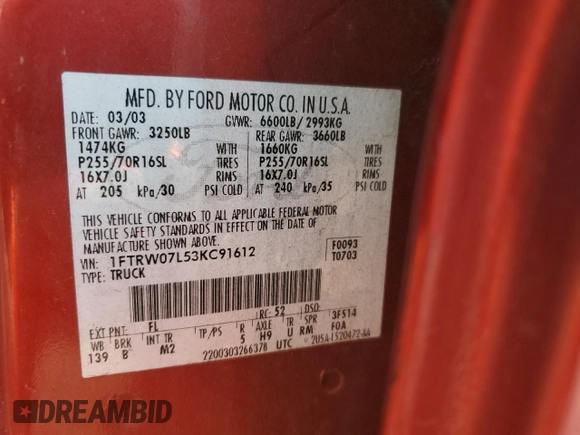 MFD. BY FORD MOTOR CO. IN U.S.A.
DATE: 03/03 GVWR: 6600LB/ 2993KG
FRONT GAWR: 3250LB REAR GAWR: 3660LB
1474KG WITH 1660KG WITH
P255/70R16SL TIRES P255/70R16SL TIRES
16X7.0J RIMS 16X7.0J RIMS
AT 205 kPa/30 PSI COLD AT 240 kPa/35 PSI COLD
THIS VEHICLE CONFORMS TO ALL APPLICABLE FEDERAL MOTOR
VEHICLE SAFETY STANDARDS IN EFFECT ON THE DATE OF
MANUFACTURE SHOWN ABOVE.
VIN: 1FTRW07L53KC91612 F0093
TYPE: TRUCK T0703
EXT PNT: FL RC: 52 DSO: 3F514
WB BRK INT TR TP/PS R AXLE TR SPR F0A
139 B M2 5 H9 U RM
2200303266378 UTC
Ford
DREAMBID